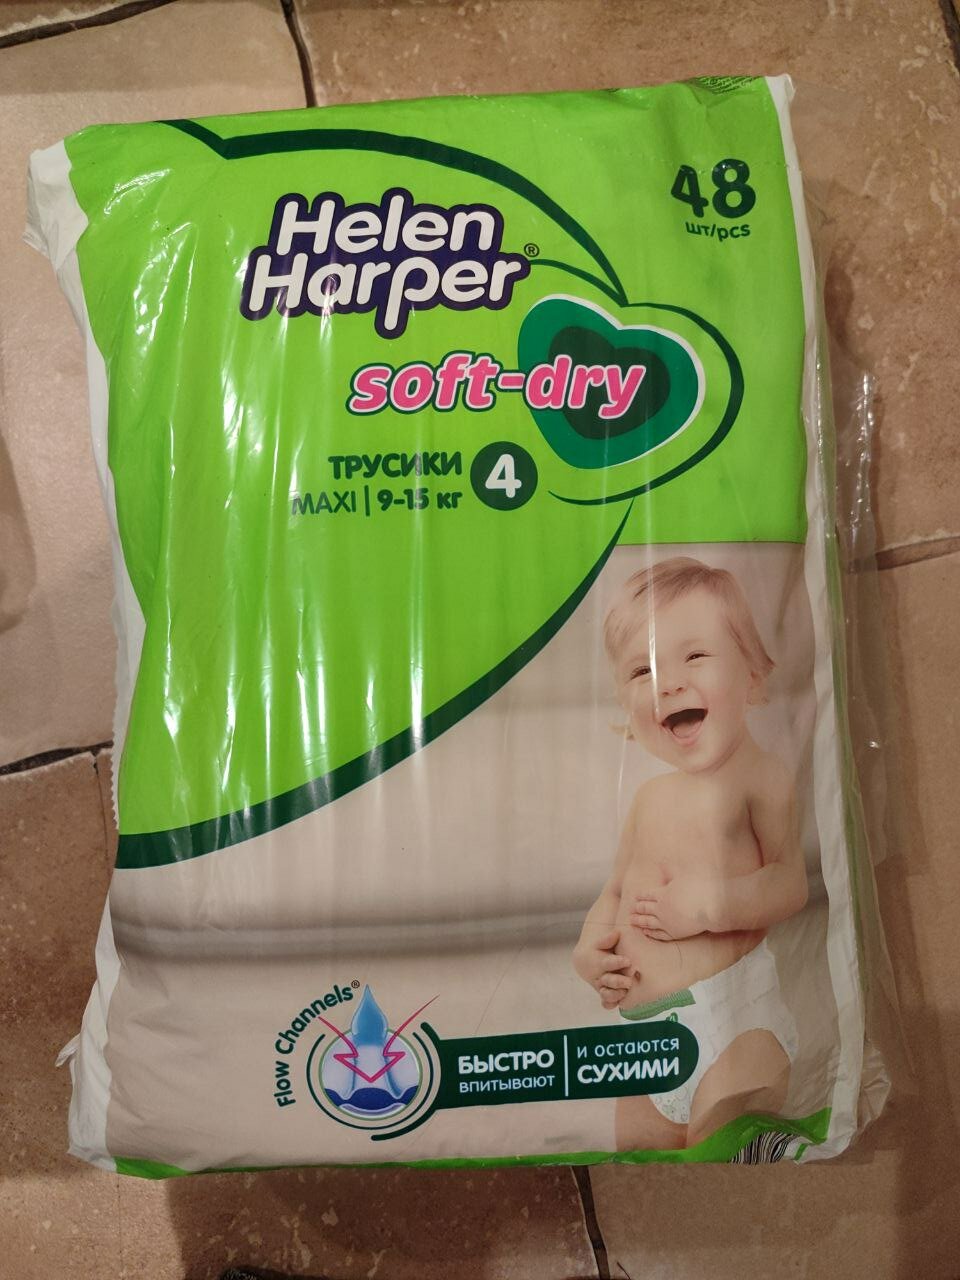 48
шт/pcs
Helen
Harper®
soft-dry
ТРУСИКИ 4
MAXI | 9-15 кг
Flow Channels®
БЫСТРО
ВПИТЫВАЮТ
И ОСТАЮТСЯ
СУХИМИ